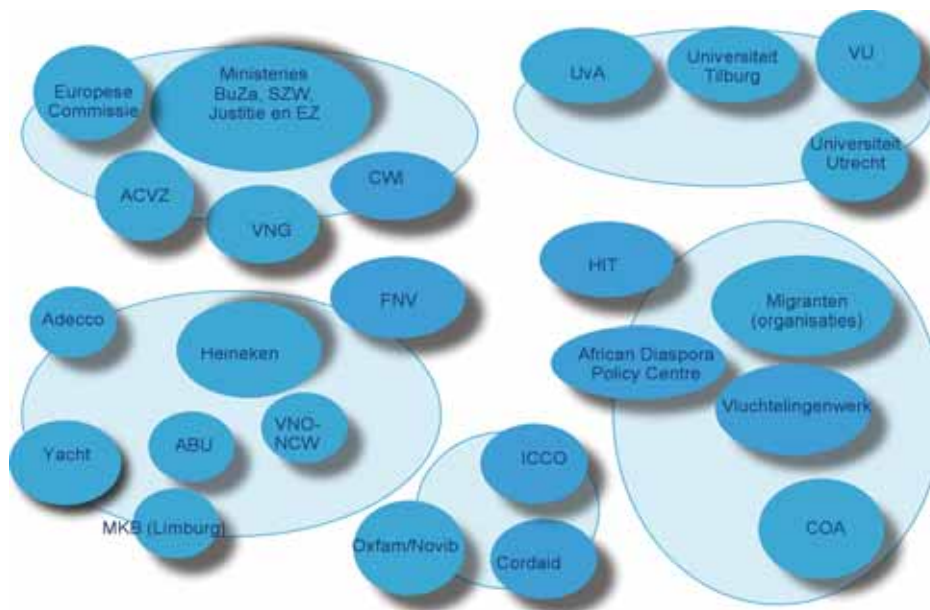 Europese
Commissie
Ministeries
BuZa, SZW,
Justitie en EZ
ACVZ
VNG
CWI
UvA
Universiteit
Tilburg
VU
Universiteit
Utrecht
Adecco
Heineken
FNV
Yacht
ABU
VNO-
NCW
MKB (Limburg)
HIT
Migranten
(organisaties)
African Diaspora
Policy Centre
Vluchtelingenwerk
COA
ICCO
Oxfam/Novib
Cordaid